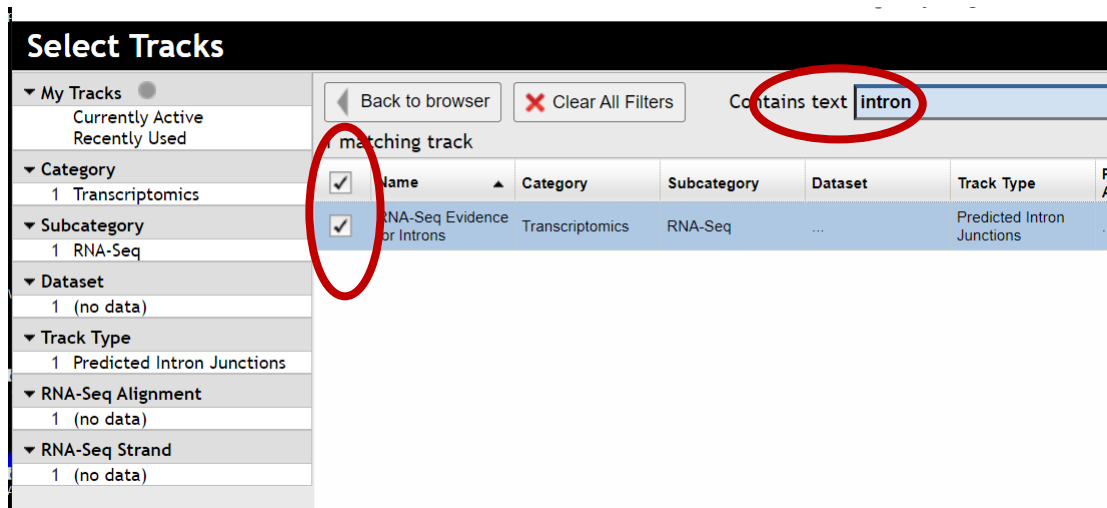 Select Tracks
My Tracks
Currently Active
Recently Used
Category
1 Transcriptomics
Subcategory
1 RNA-Seq
Dataset
1 (no data)
Track Type
1 Predicted Intron Junctions
RNA-Seq Alignment
1 (no data)
RNA-Seq Strand
1 (no data)
Back to browser
Clear All Filters
Contains text intron
matching track
Name Category Subcategory Dataset Track Type
RNA-Seq Evidence Transcriptomics RNA-Seq ... Predicted Intron
for Introns Junctions